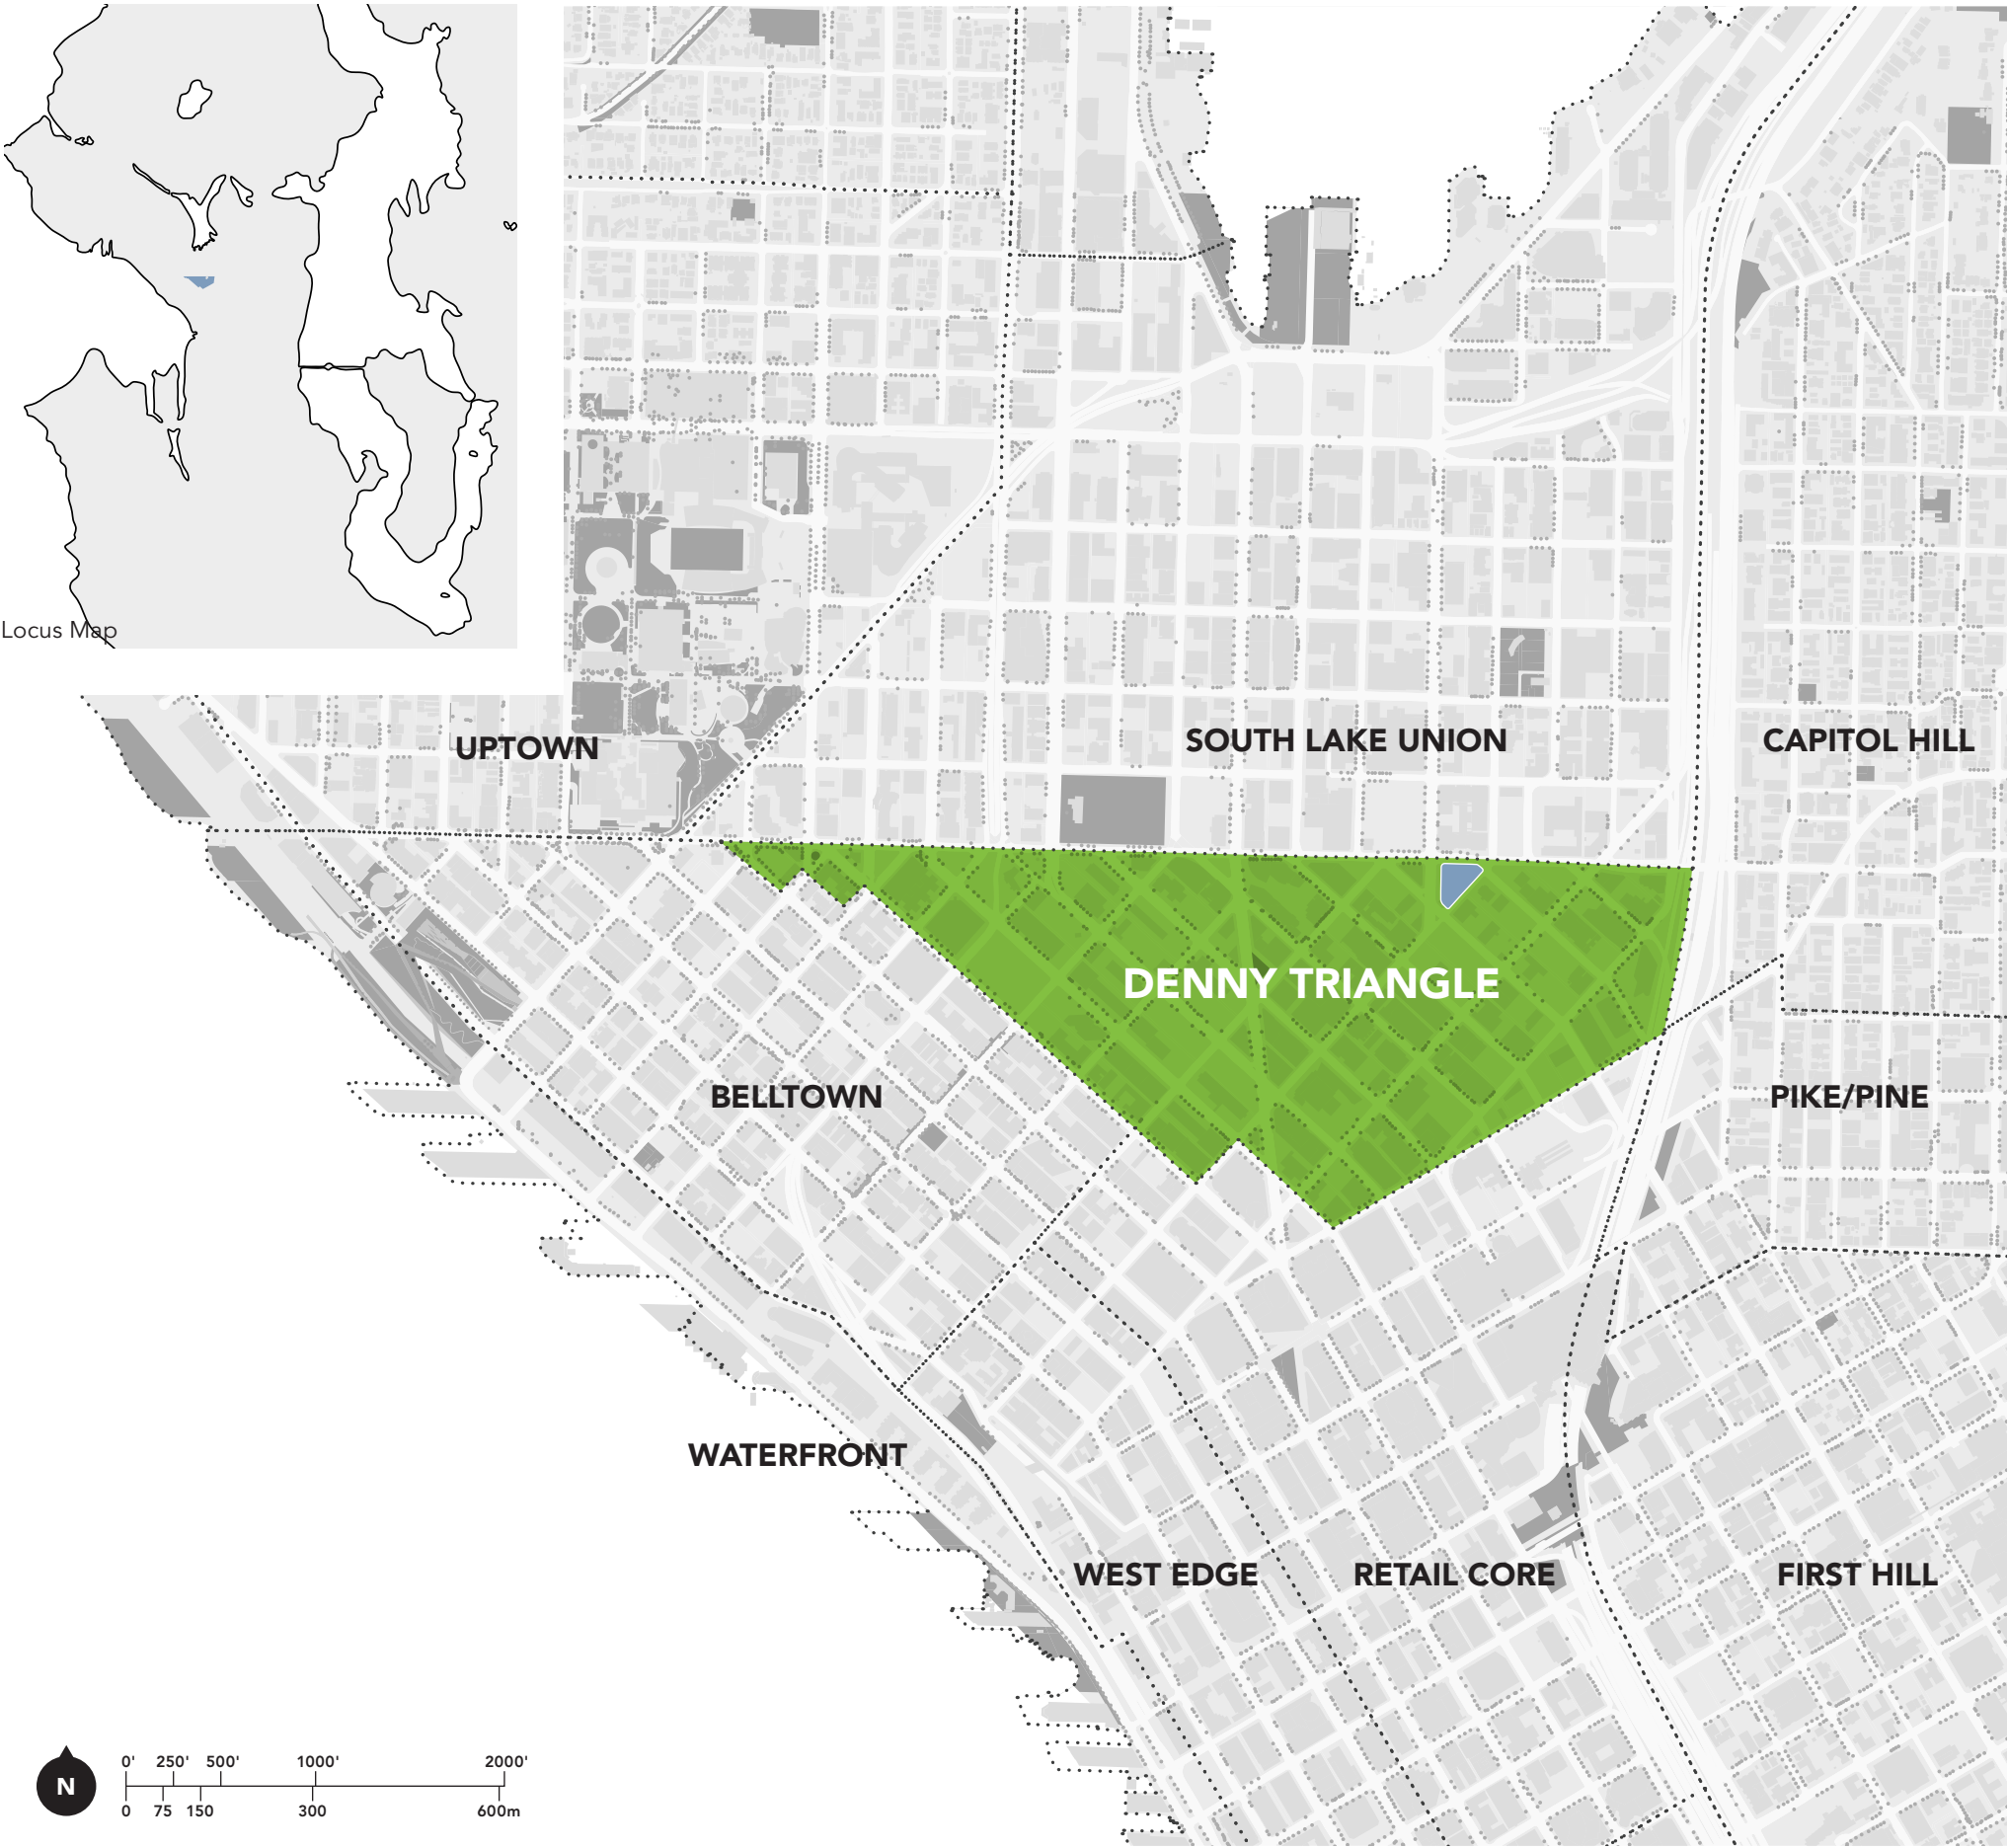 Locus Map
UPTOWN
SOUTH LAKE UNION
CAPITOL HILL
DENNY TRIANGLE
BELLTOWN
PIKE/PINE
WATERFRONT
WEST EDGE
RETAIL CORE
FIRST HILL
N
0' 250' 500' 1000' 2000'
0 75 150 300 600m